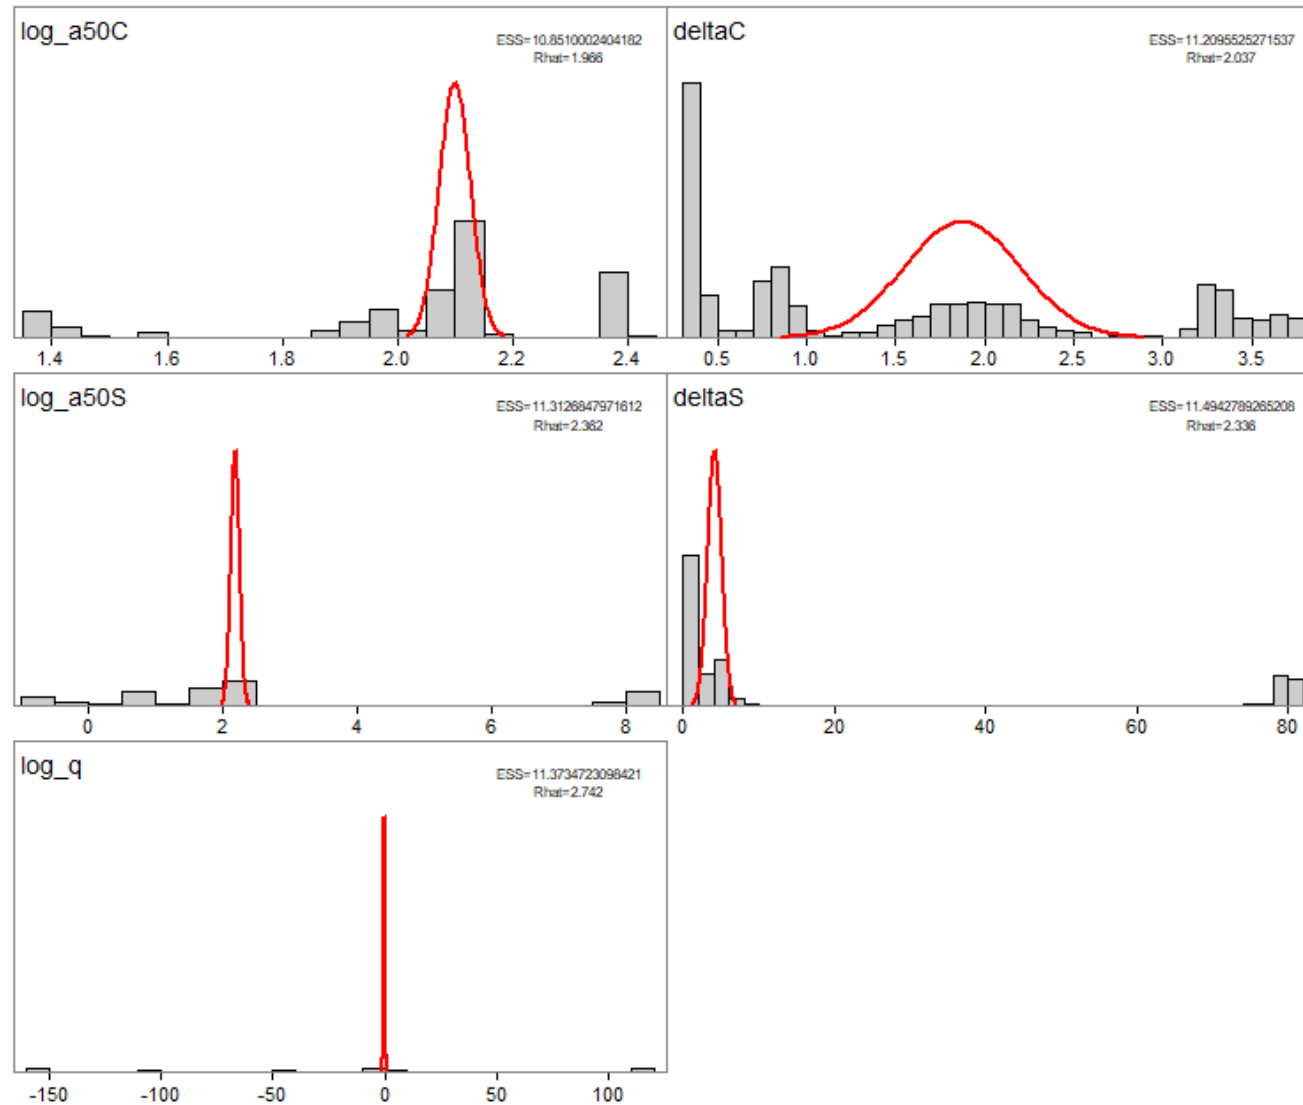 log_a50C
ESS=10.8510002404182
Rhat=1.966
1.4 1.6 1.8 2.0 2.2 2.4
deltaC
ESS=11.2095525271537
Rhat=2.037
0.5 1.0 1.5 2.0 2.5 3.0 3.5
log_a50S
ESS=11.3126847971612
Rhat=2.362
0 2 4 6 8
deltaS
ESS=11.4942789265208
Rhat=2.336
0 20 40 60 80
log_q
ESS=11.3734723098421
Rhat=2.742
-150 -100 -50 0 50 100